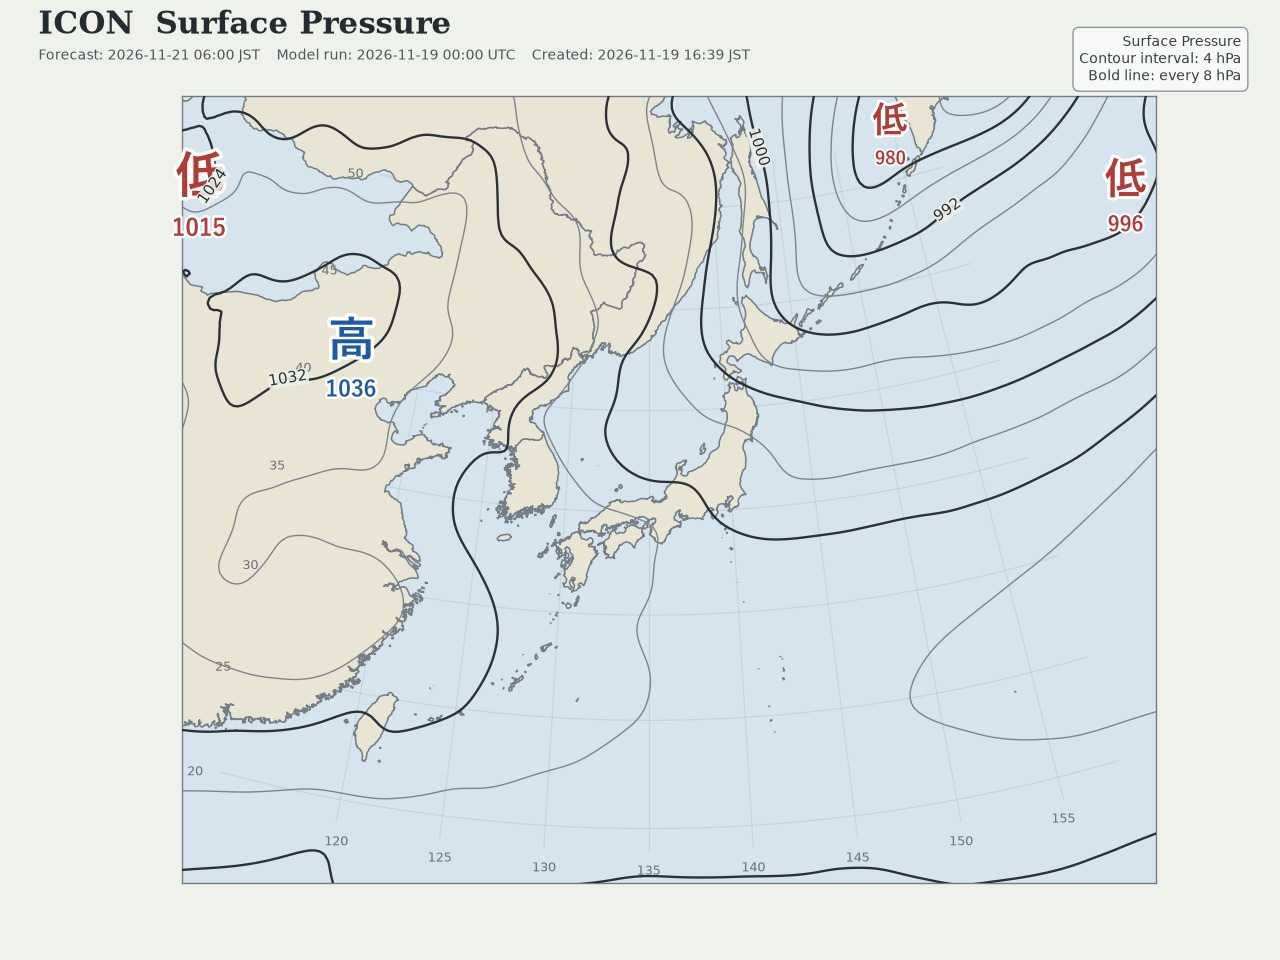 ICON  Surface Pressure
Forecast: 2026-11-21 06:00 JST    Model run: 2026-11-19 00:00 UTC    Created: 2026-11-19 16:39 JST
Surface Pressure
Contour interval: 4 hPa
Bold line: every 8 hPa
低
980
1000
低
1015
1024
50
低
996
992
45
高
1036
1032
40
35
30
25
20
120
125
130
135
140
145
150
155